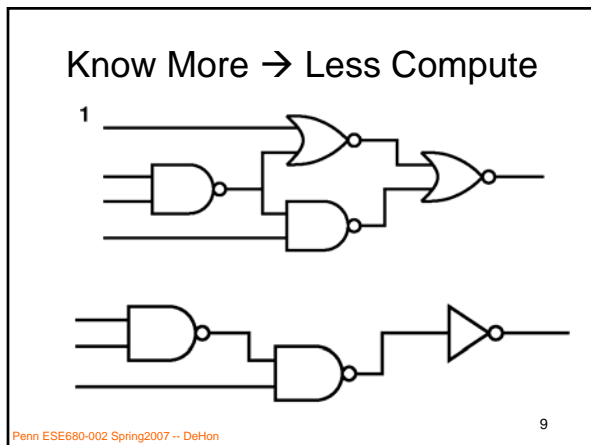 Know More → Less Compute
1
Penn ESE680-002 Spring2007 -- DeHon
9